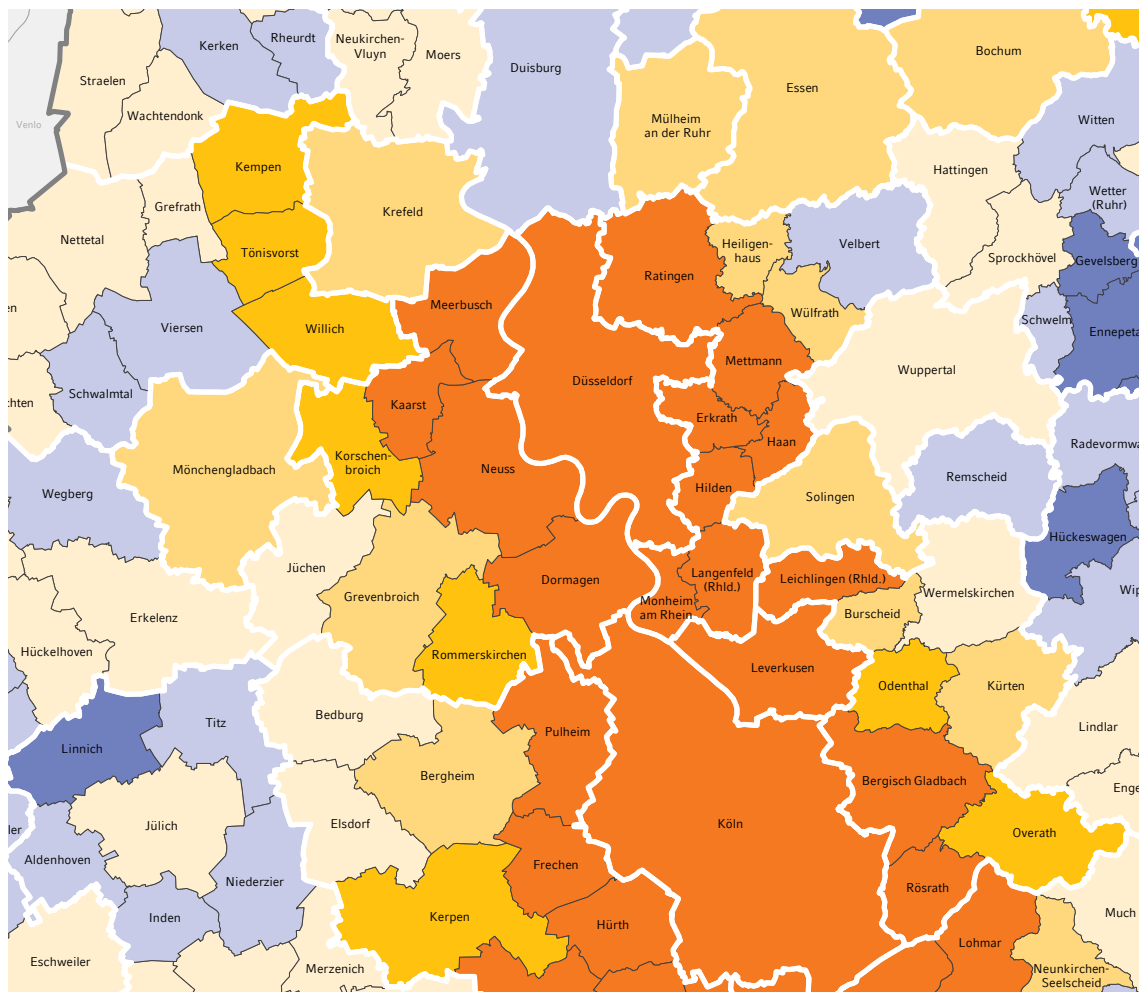 Kerken
Rheurdt
Neukirchen-
Vluyn
Moers
Duisburg
Bochum
Straelen
Essen
Wachtendonk
Mülheim
an der Ruhr
Witten
Venlo
Kempen
Hattingen
Wetter
(Ruhr)
Grefrath
Krefeld
Nettetal
Tönisvorst
Heiligen-
haus
Velbert
Sprockhövel
Gevelsberg
Ratingen
en
Meerbusch
Wülfrath
Schwelm
Viersen
Willich
Ennepeta
Mettmann
Wuppertal
Düsseldorf
Schwalmtal
chten
Kaarst
Erkrath
Haan
Radevormwa
Korschen-
broich
Mönchengladbach
Neuss
Remscheid
Wegberg
Hilden
Solingen
Hückeswagen
Jüchen
Dormagen
Langenfeld
(Rhld.)
Leichlingen (Rhld.)
Wip
Grevenbroich
Monheim
am Rhein
Wermelskirchen
Burscheid
Erkelenz
Hückelhoven
Rommerskirchen
Leverkusen
Odenthal
Kürten
Bedburg
Titz
Lindlar
Pulheim
Linnich
Bergheim
Bergisch Gladbach
Enge
Elsdorf
Köln
Jülich
ler
Overath
Aldenhoven
Frechen
Niederzier
Rösrath
Inden
Kerpen
Hürth
Much
Lohmar
Eschweiler
Merzenich
Neunkirchen-
Seelscheid